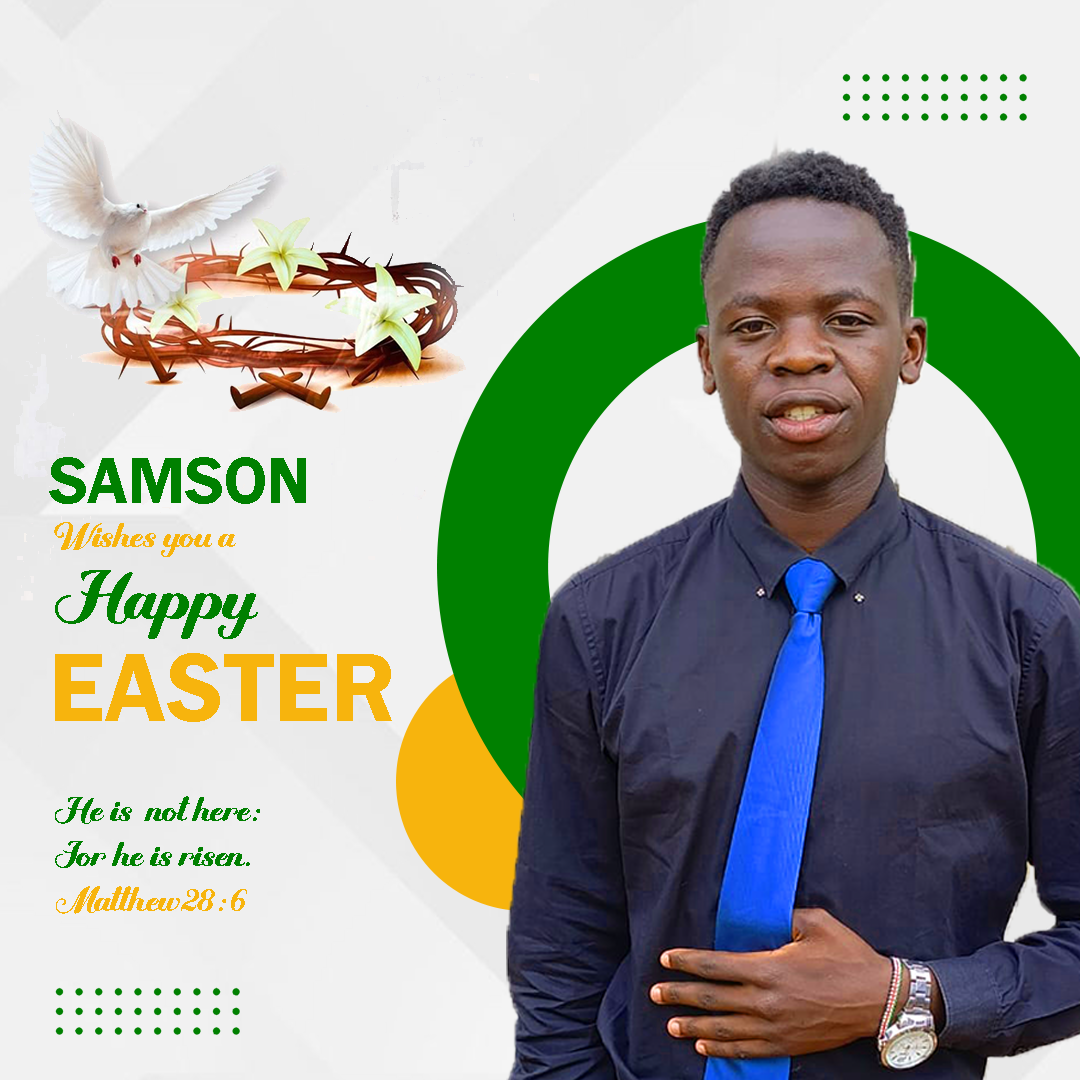 SAMSON
Wishes you a
Happy
EASTER
He is not here:
For he is risen.
Matthew 28 : 6